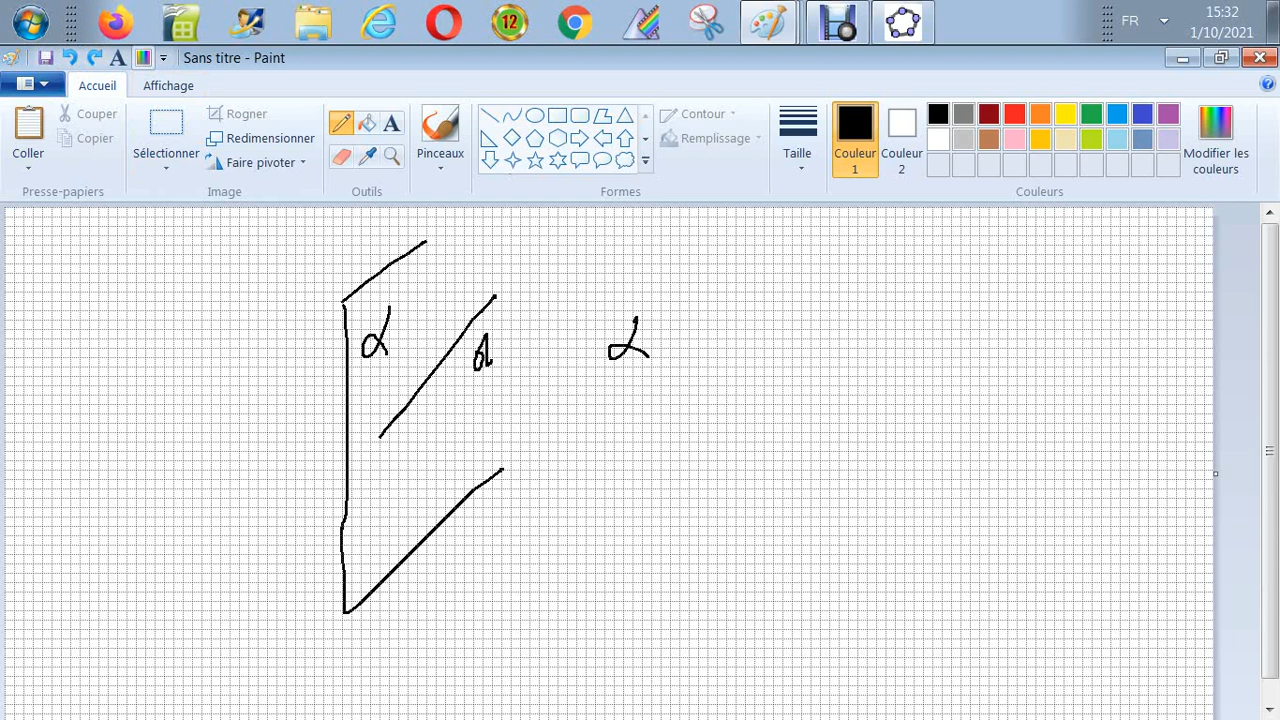 12
FR
15:32
1/10/2021
Sans titre - Paint
Accueil
Affichage
Coller
Couper
Copier
Presse-papiers
Sélectionner
Rogner
Redimensionner
Faire pivoter
Image
A
Outils
Pinceaux
Contour
Remplissage
Formes
Taille
Couleur
1
Couleur
2
Modifier les
couleurs
Couleurs
α
d
α